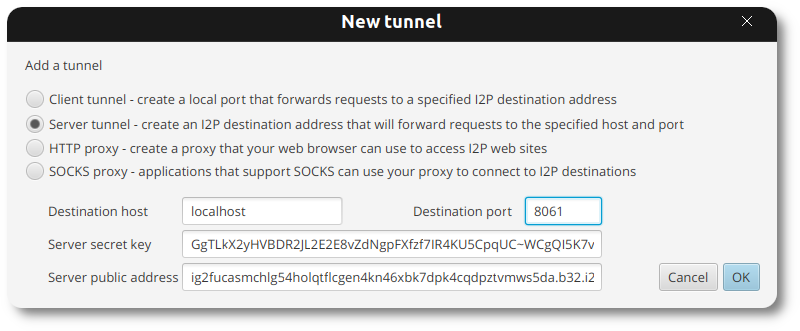 New tunnel
Add a tunnel
Client tunnel - create a local port that forwards requests to a specified I2P destination address
Server tunnel - create an I2P destination address that will forward requests to the specified host and port
HTTP proxy - create a proxy that your web browser can use to access I2P web sites
SOCKS proxy - applications that support SOCKS can use your proxy to connect to I2P destinations
Destination host localhost Destination port 8061
Server secret key GgTLkX2yHVBDR2JL2E2E8vZdNgpFXfzf7IR4KU5CpqUC~WCgQI5K7v
Server public address ig2fucasmchlg54holqtflcgen4kn46xbk7dpk4cqdpztvmws5da.b32.i2
Cancel OK